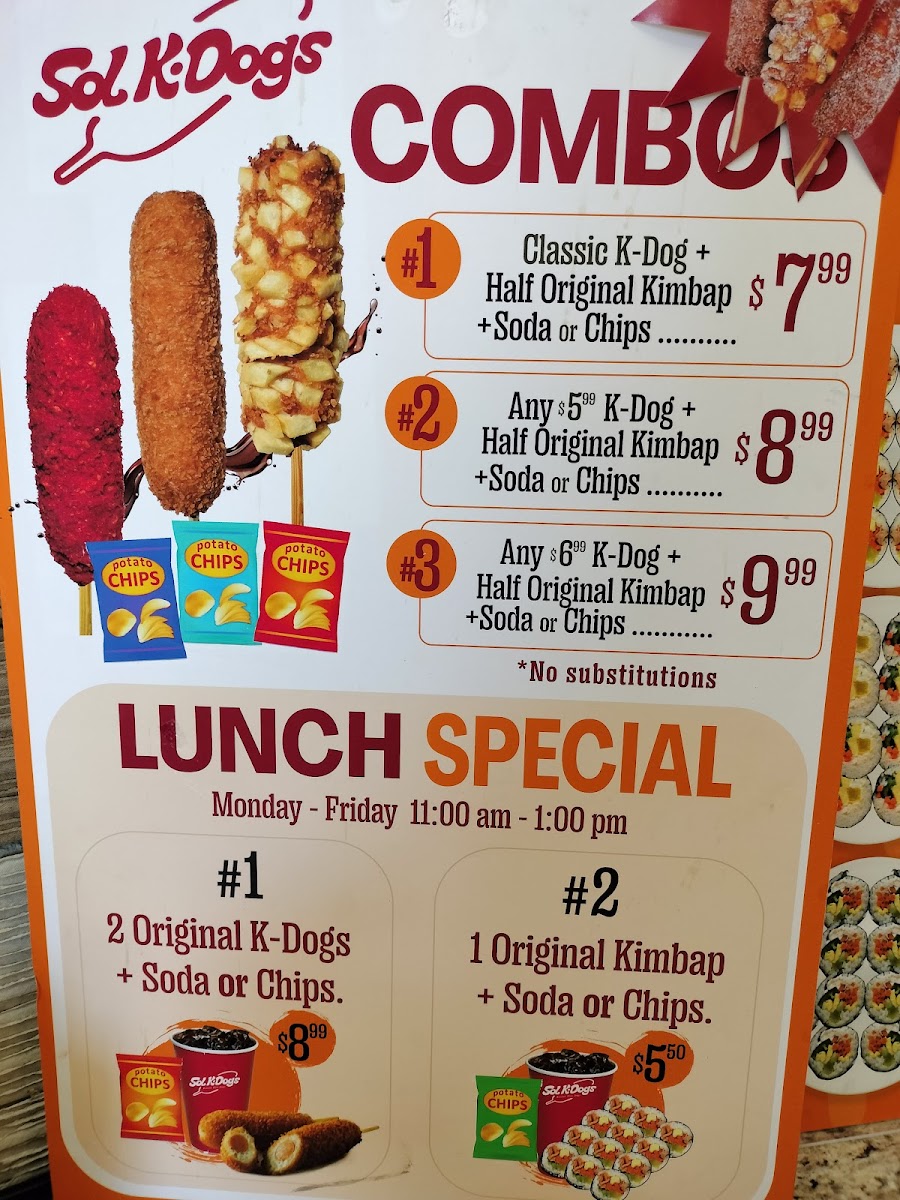 Sol K·Dogs
COMBOS
#1
Classic K-Dog +
Half Original Kimbap
+Soda or Chips ..........
$7.99
#2
Any $5.99 K-Dog +
Half Original Kimbap
+Soda or Chips ..........
$8.99
#3
Any $6.99 K-Dog +
Half Original Kimbap
+Soda or Chips ...........
$9.99
potato
CHIPS
potato
CHIPS
potato
CHIPS
*No substitutions
LUNCH SPECIAL
Monday - Friday 11:00 am - 1:00 pm
#1
2 Original K-Dogs
+ Soda or Chips.
$8.99
potato
CHIPS
Sol K·Dogs
#2
1 Original Kimbap
+ Soda or Chips.
$5.50
potato
CHIPS
Sol K·Dogs